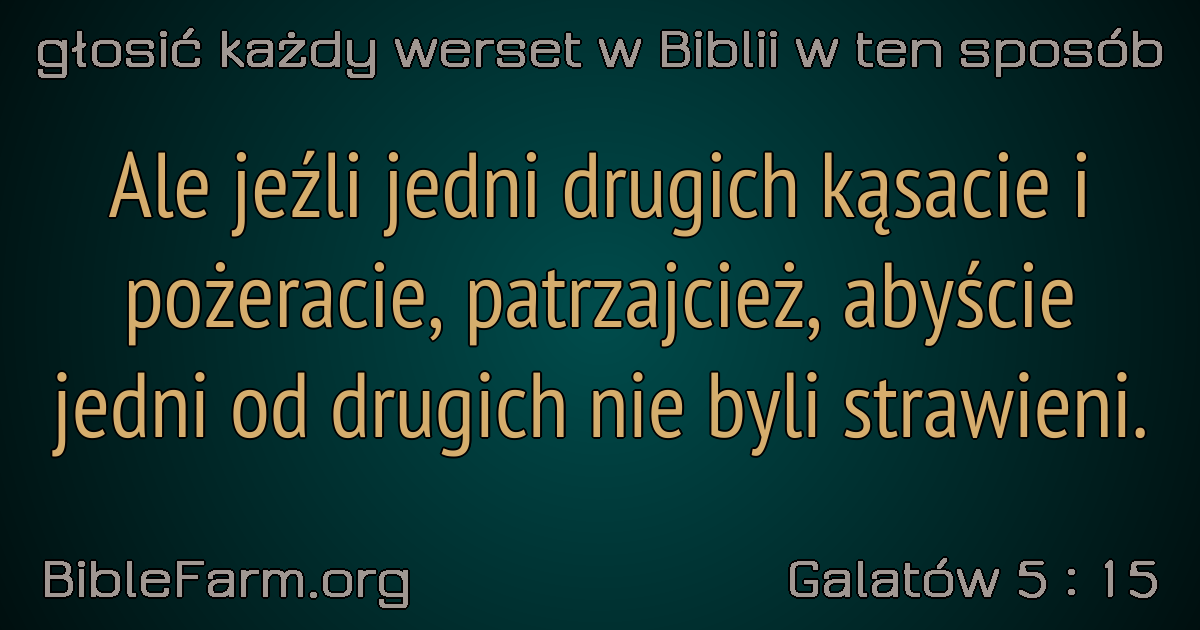 głosić każdy werset w Biblii w ten sposób
Ale jeźli jedni drugich kąsacie i
pożeracie, patrzajcież, abyście
jedni od drugich nie byli strawieni.
BibleFarm.org
Galatów 5 : 15